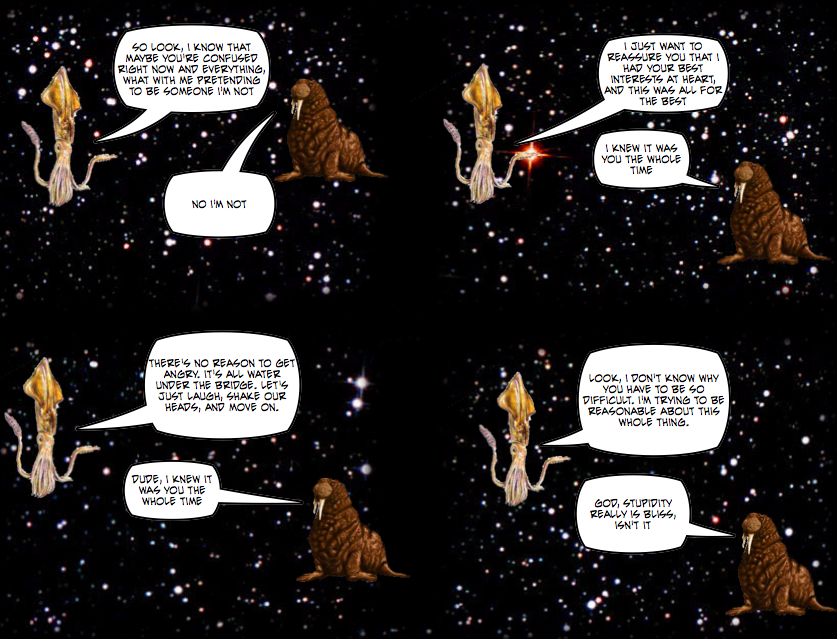 SO LOOK, I KNOW THAT
MAYBE YOU'RE CONFUSED
RIGHT NOW AND EVERYTHING,
WHAT WITH ME PRETENDING
TO BE SOMEONE I'M NOT
NO I'M NOT
I JUST WANT TO
REASSURE YOU THAT I
HAD YOUR BEST
INTERESTS AT HEART,
AND THIS WAS ALL FOR
THE BEST
I KNEW IT WAS
YOU THE WHOLE
TIME
THERE'S NO REASON TO GET
ANGRY. IT'S ALL WATER
UNDER THE BRIDGE. LET'S
JUST LAUGH, SHAKE OUR
HEADS, AND MOVE ON.
DUDE, I KNEW IT
WAS YOU THE
WHOLE TIME
LOOK, I DON'T KNOW WHY
YOU HAVE TO BE SO
DIFFICULT. I'M TRYING TO BE
REASONABLE ABOUT THIS
WHOLE THING.
GOD, STUPIDITY
REALLY IS BLISS,
ISN'T IT